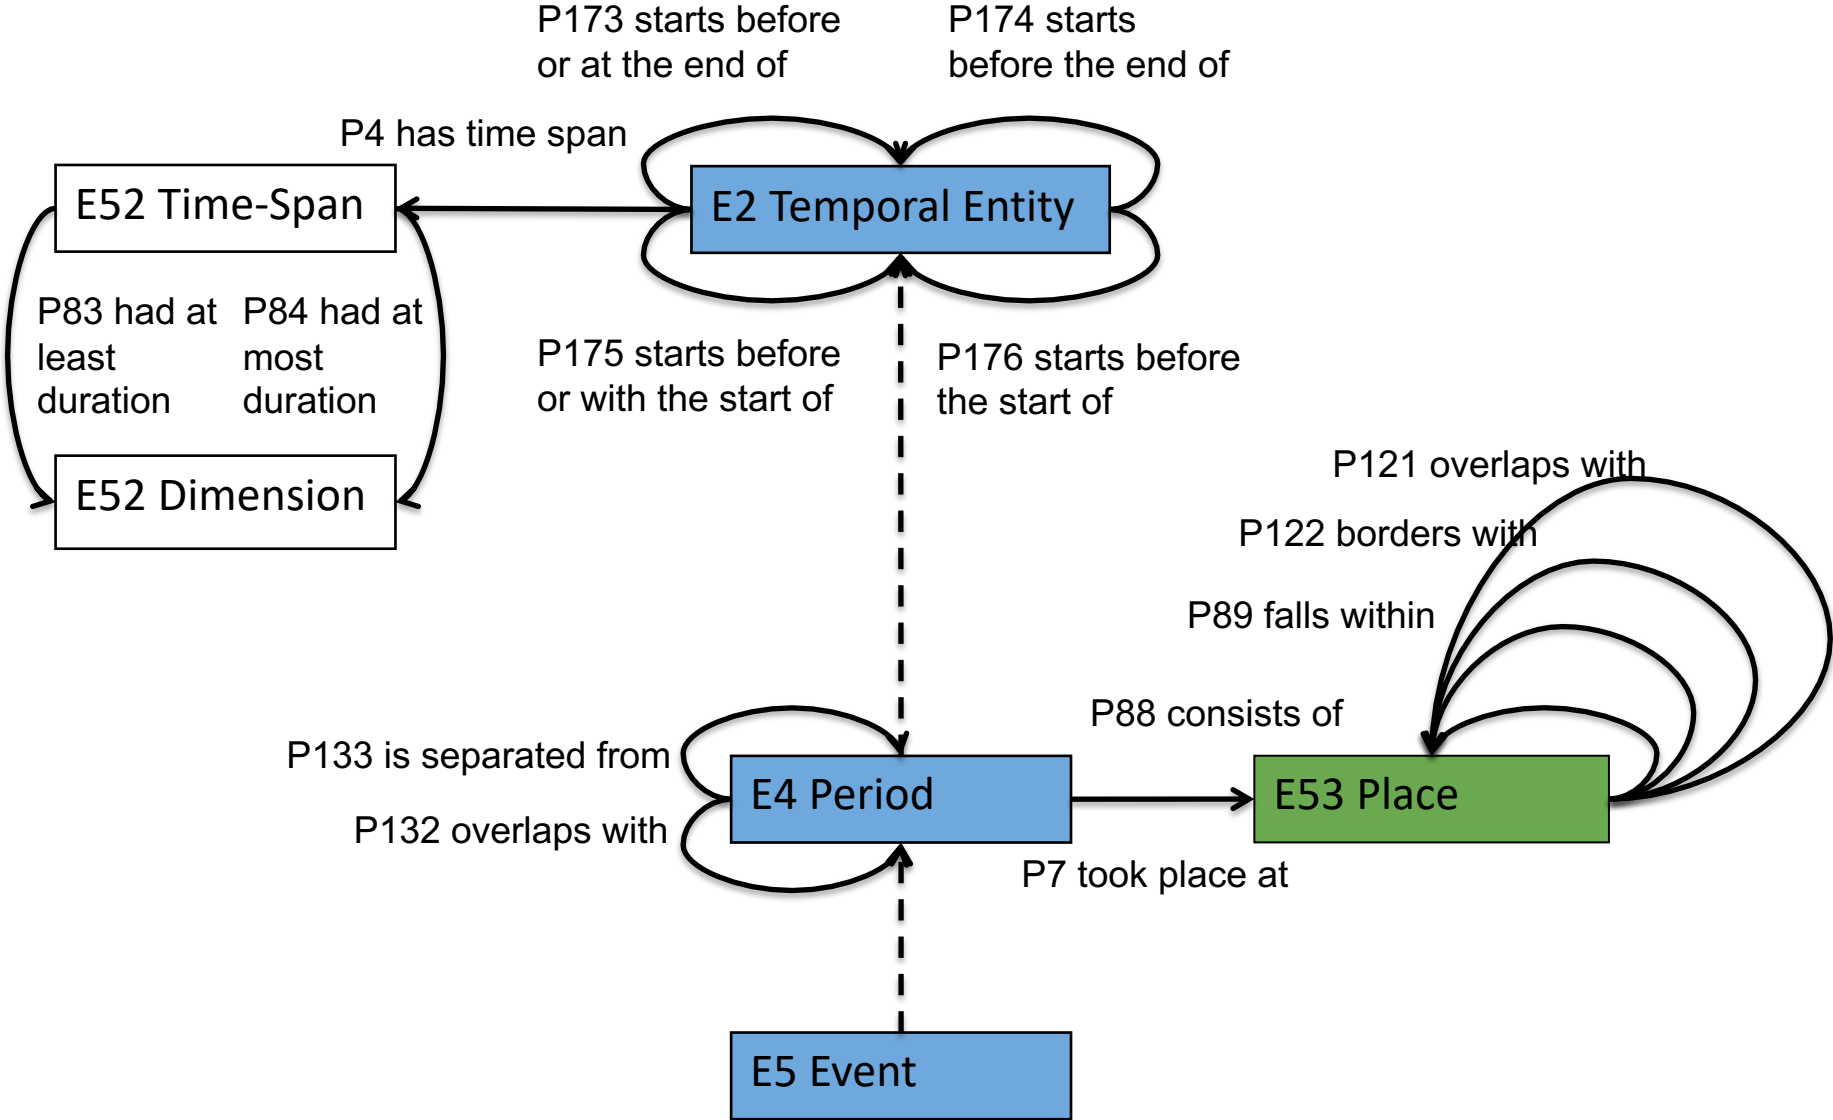 P173 starts before
or at the end of
P174 starts
before the end of
P4 has time span
E52 Time-Span
E2 Temporal Entity
P83 had at
least
duration
P84 had at
most
duration
P175 starts before
or with the start of
P176 starts before
the start of
E52 Dimension
P121 overlaps with
P122 borders with
P89 falls within
P88 consists of
P133 is separated from
E4 Period
E53 Place
P132 overlaps with
P7 took place at
E5 Event